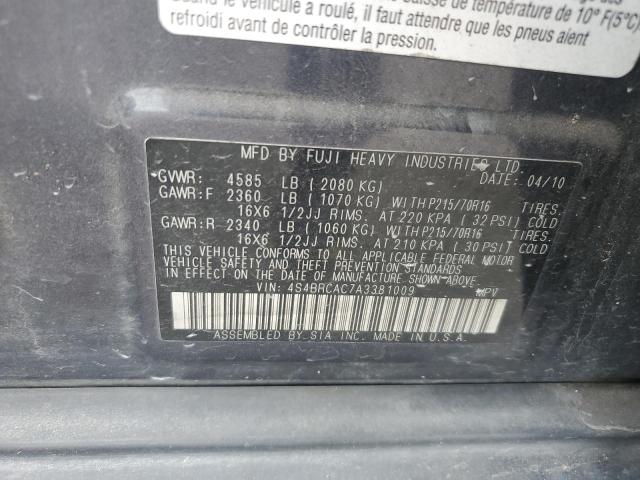 de température de 10° F(5°C)
refroidi avant de contrôler la pression.
le véhicule a roulé, il faut attendre que les pneus aient
MFD BY FUJI HEAVY INDUSTRIES LTD.
GVWR: 4585 LB (2080 KG) DATE: 04/10
GAWR:F 2360 LB (1070 KG) WITH P215/70R16 TIRES.
16X6 1/2JJ RIMS. AT 220 KPA (32 PSI) COLD
GAWR:R 2340 LB (1060 KG) WITH P215/70R16 TIRES.
16X6 1/2JJ RIMS. AT 210 KPA (30 PSI) COLD
THIS VEHICLE CONFORMS TO ALL APPLICABLE FEDERAL MOTOR
VEHICLE SAFETY AND THEFT PREVENTION STANDARDS
IN EFFECT ON THE DATE OF MANUFACTURE SHOWN ABOVE.
VIN: 4S4BRCAC7A3381009 MPV
ASSEMBLED BY SIA INC. MADE IN U.S.A.